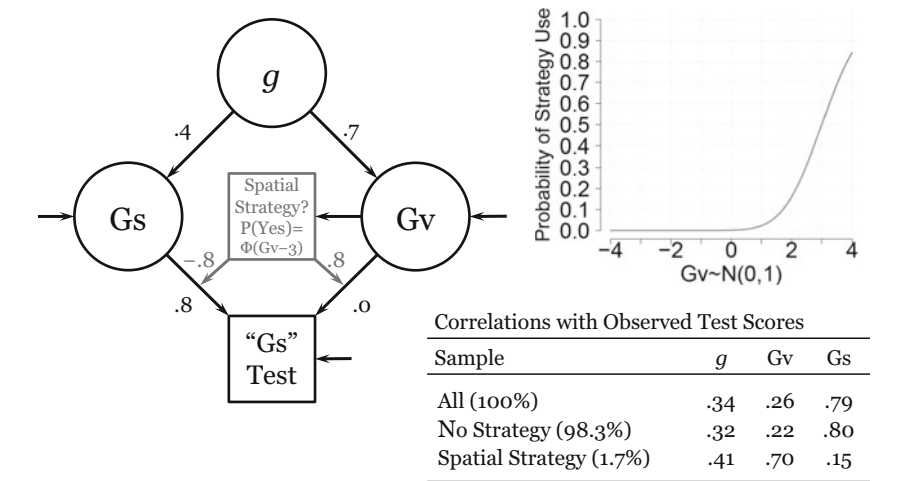 g
.4
.7
Gs
Spatial
Strategy?
P(Yes)=
Φ(Gv–3)
Gv
–.8
.8
.8
.0
“Gs”
Test
Probability of Strategy Use
1.0
0.9
0.8
0.7
0.6
0.5
0.4
0.3
0.2
0.1
0.0
−4 −2 0 2 4
Gv~N(0,1)
Correlations with Observed Test Scores
Sample g Gv Gs
All (100%) .34 .26 .79
No Strategy (98.3%) .32 .22 .80
Spatial Strategy (1.7%) .41 .70 .15